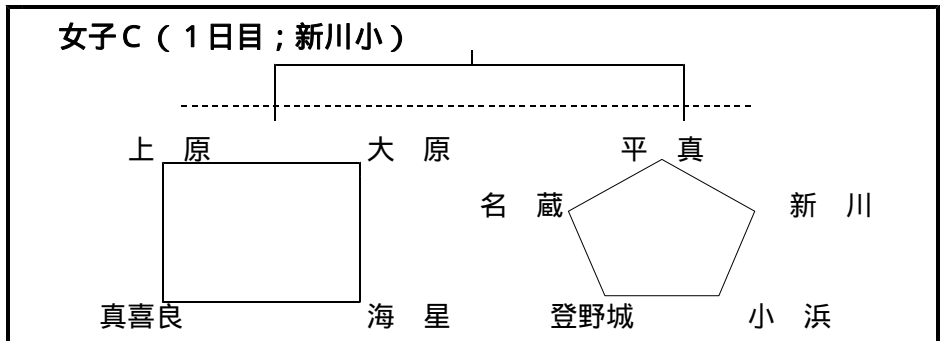 女子C(1日目;新川小)
上　原　大　原　平　真
名　蔵　新　川
真喜良　海　星　登野城　小　浜